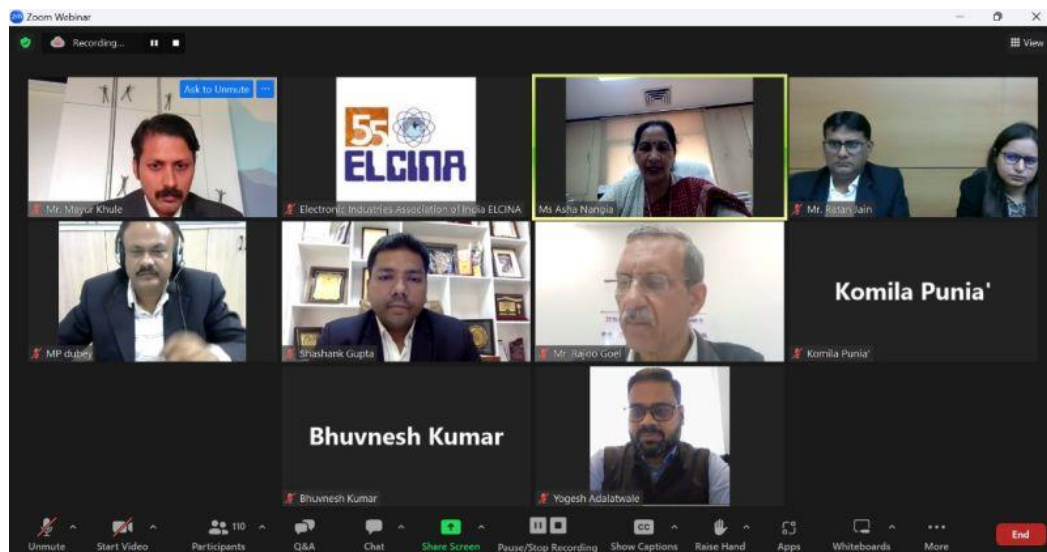 Zoom Webinar
Recording...
View
Ask to Unmute
Mr. Mayur Khule
55
ELCINA
Electronic Industries Association of India ELCINA
Ms Asha Nangia
Mr. Ratan Jain
MP dubey
Shashank Gupta
Mr. Rajoo Goel
Komila Punia'
Komila Punia'
Bhuvnesh Kumar
Bhuvnesh Kumar
Yogesh Adalatwale
Unmute
Start Video
Participants
110
Q&A
Chat
Share Screen
Pause/Stop Recording
CC
Show Captions
Raise Hand
Apps
Whiteboards
More
End